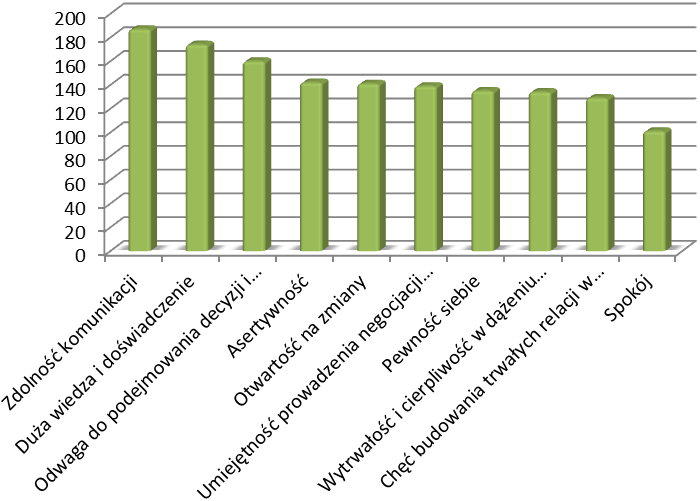 200
180
160
140
120
100
80
60
40
20
0
Zdolność komunikacji
Duża wiedza i doświadczenie
Odwaga do podejmowania decyzji i...
Asertywność
Otwartość na zmiany
Umiejętność prowadzenia negocjacji...
Pewność siebie
Wytrwałość i cierpliwość w dążeniu...
Chęć budowania trwałych relacji w...
Spokój